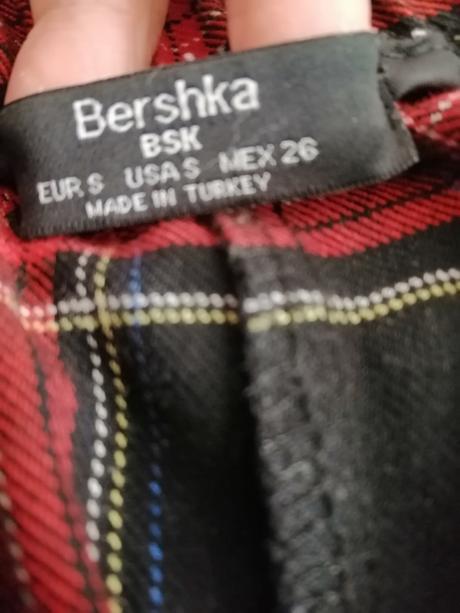 Bershka
BSK
EUR S USA S MEX 26
MADE IN TURKEY